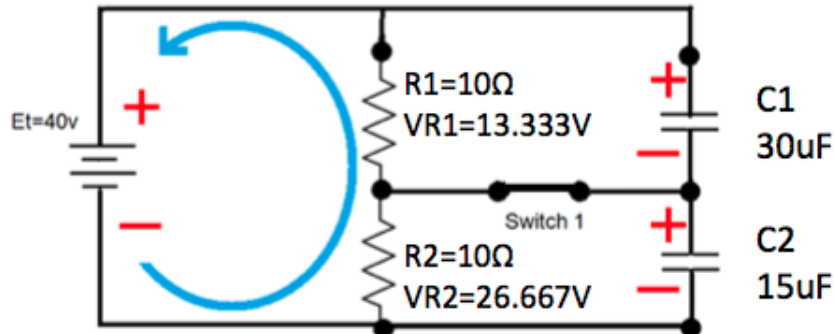 Et=40v
R1=10Ω
VR1=13.333V
C1
30uF
Switch 1
R2=10Ω
VR2=26.667V
C2
15uF